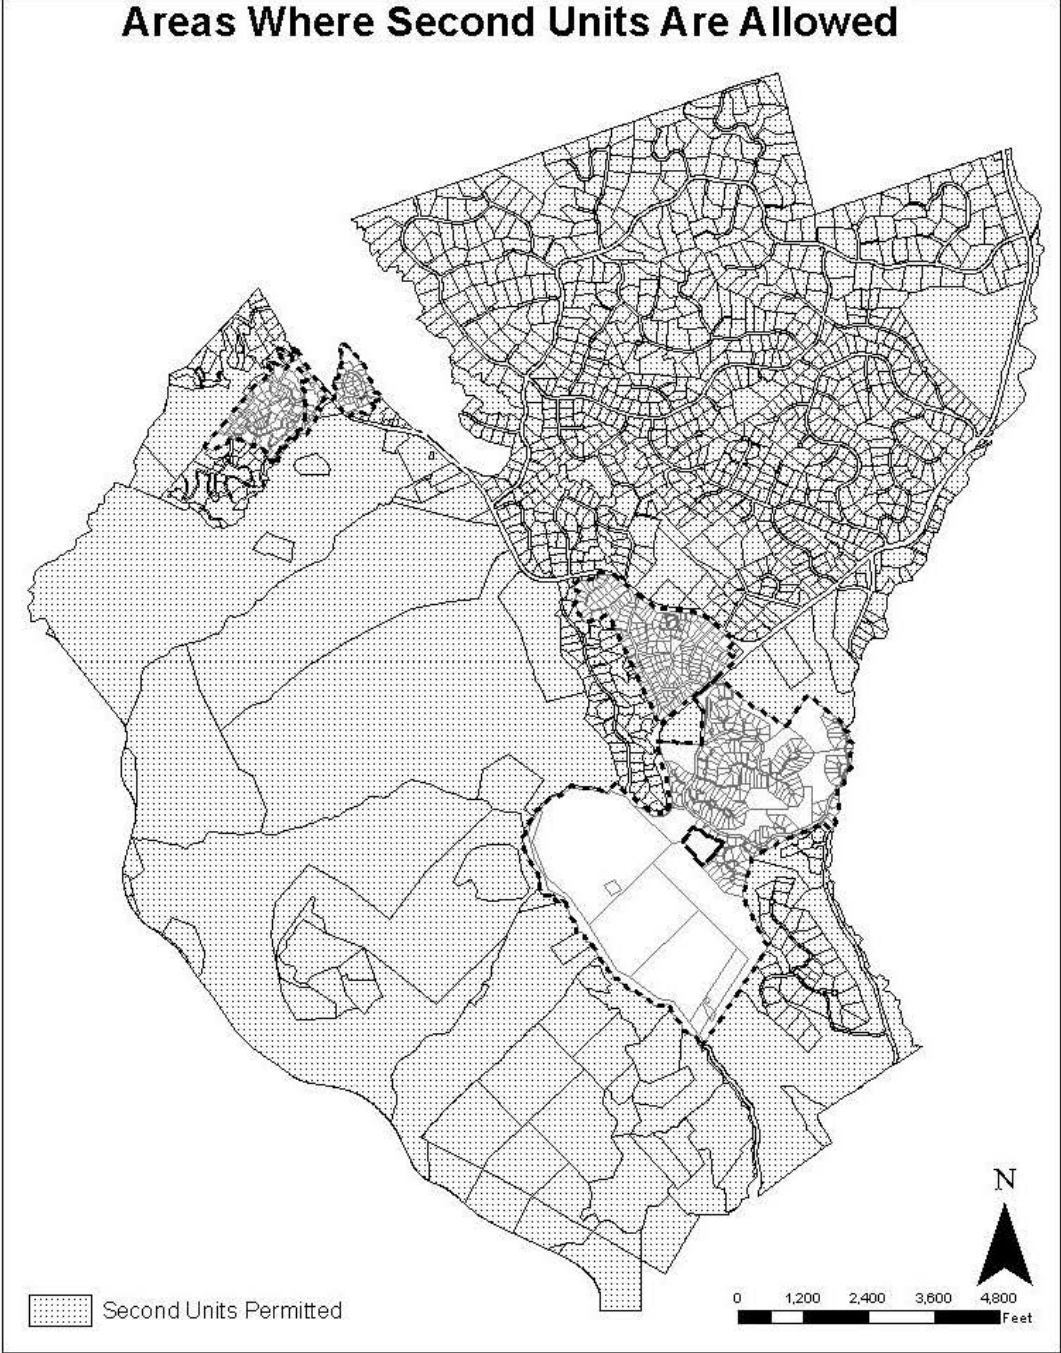 Areas Where Second Units Are Allowed
N
Second Units Permitted
0 1,200 2,400 3,600 4,800
Feet